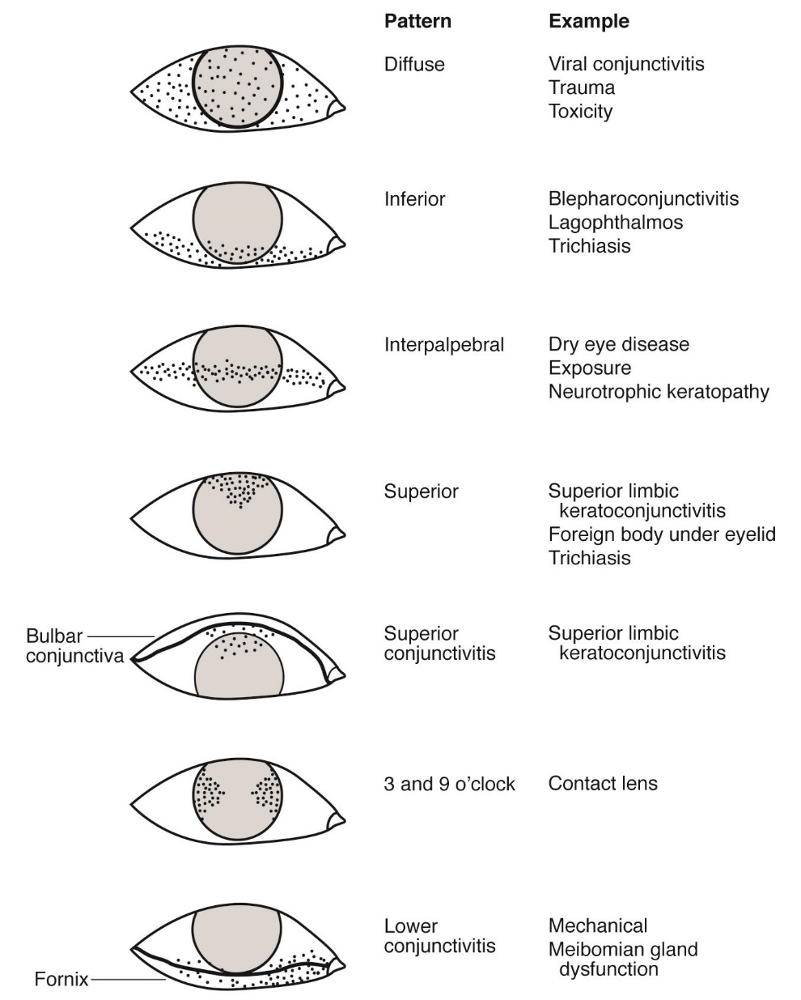 Pattern
Example
Diffuse
Viral conjunctivitis
Trauma
Toxicity
Inferior
Blepharoconjunctivitis
Lagophthalmos
Trichiasis
Interpalpebral
Dry eye disease
Exposure
Neurotrophic keratopathy
Superior
Superior limbic
keratoconjunctivitis
Foreign body under eyelid
Trichiasis
Bulbar
conjunctiva
Superior
conjunctivitis
Superior limbic
keratoconjunctivitis
3 and 9 o’clock
Contact lens
Lower
conjunctivitis
Mechanical
Meibomian gland
dysfunction
Fornix